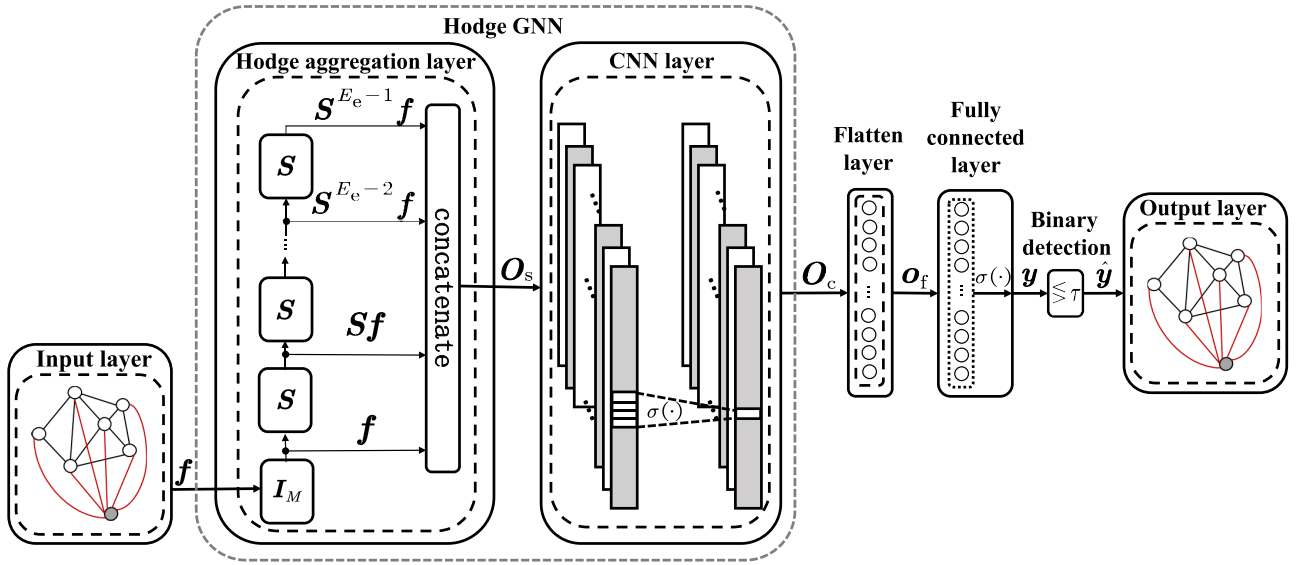 Hodge GNN
Hodge aggregation layer
CNN layer
S^{E_e−1} f
S
S^{E_e−2} f
S
Sf
S
f
I_M
concatenate
Input layer
f
O_s
σ(·)
O_c
Flatten
layer
o_f
Fully
connected
layer
σ(·)
y
Binary
detection
≶ τ
ŷ
Output layer